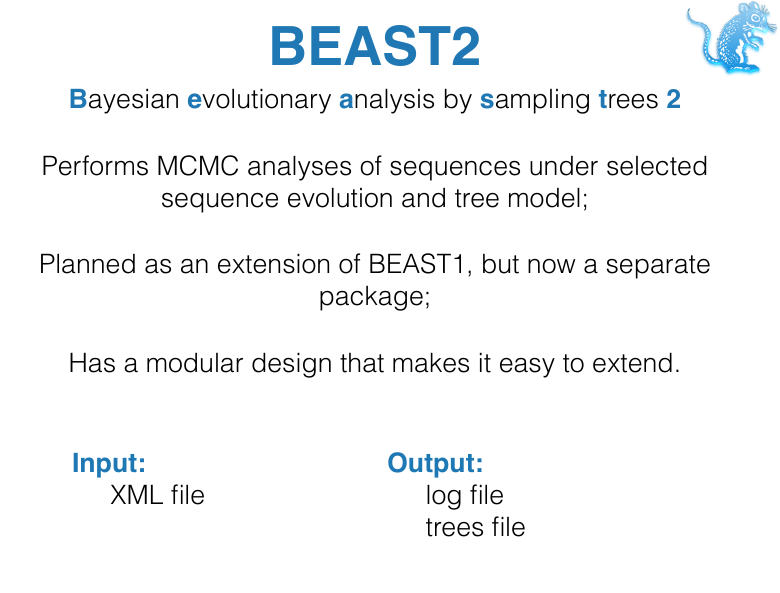 BEAST2
Bayesian evolutionary analysis by sampling trees 2
Performs MCMC analyses of sequences under selected
sequence evolution and tree model;
Planned as an extension of BEAST1, but now a separate
package;
Has a modular design that makes it easy to extend.
Input:
XML file
Output:
log file
trees file